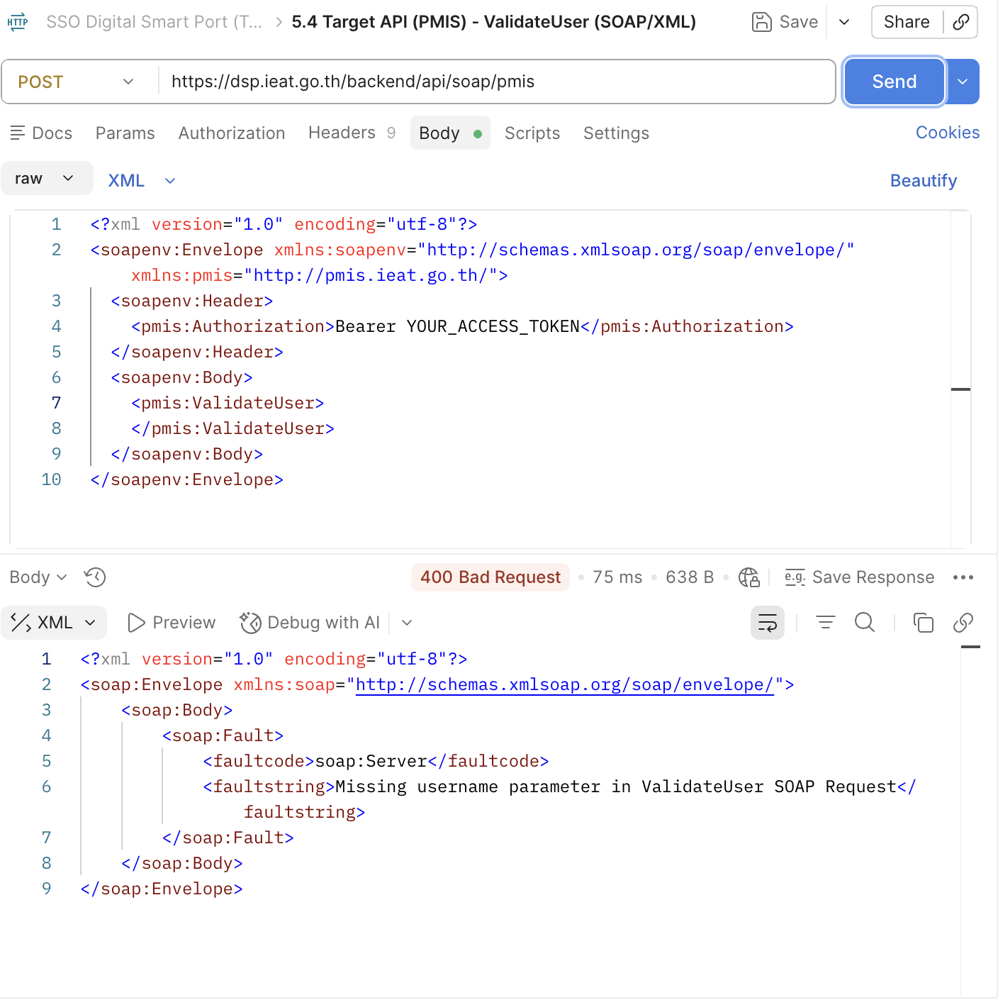 HTTP SSO Digital Smart Port (T... > 5.4 Target API (PMIS) - ValidateUser (SOAP/XML) Save Share
POST https://dsp.ieat.go.th/backend/api/soap/pmis Send
Docs Params Authorization Headers 9 Body Scripts Settings Cookies
raw XML Beautify
1 <?xml version="1.0" encoding="utf-8"?>
2 <soapenv:Envelope xmlns:soapenv="http://schemas.xmlsoap.org/soap/envelope/"
xmlns:pmis="http://pmis.ieat.go.th/">
3 <soapenv:Header>
4 <pmis:Authorization>Bearer YOUR_ACCESS_TOKEN</pmis:Authorization>
5 </soapenv:Header>
6 <soapenv:Body>
7 <pmis:ValidateUser>
8 </pmis:ValidateUser>
9 </soapenv:Body>
10 </soapenv:Envelope>
Body 400 Bad Request • 75 ms • 638 B • e.g. Save Response
XML Preview Debug with AI
1 <?xml version="1.0" encoding="utf-8"?>
2 <soap:Envelope xmlns:soap="http://schemas.xmlsoap.org/soap/envelope/">
3 <soap:Body>
4 <soap:Fault>
5 <faultcode>soap:Server</faultcode>
6 <faultstring>Missing username parameter in ValidateUser SOAP Request</
faultstring>
7 </soap:Fault>
8 </soap:Body>
9 </soap:Envelope>